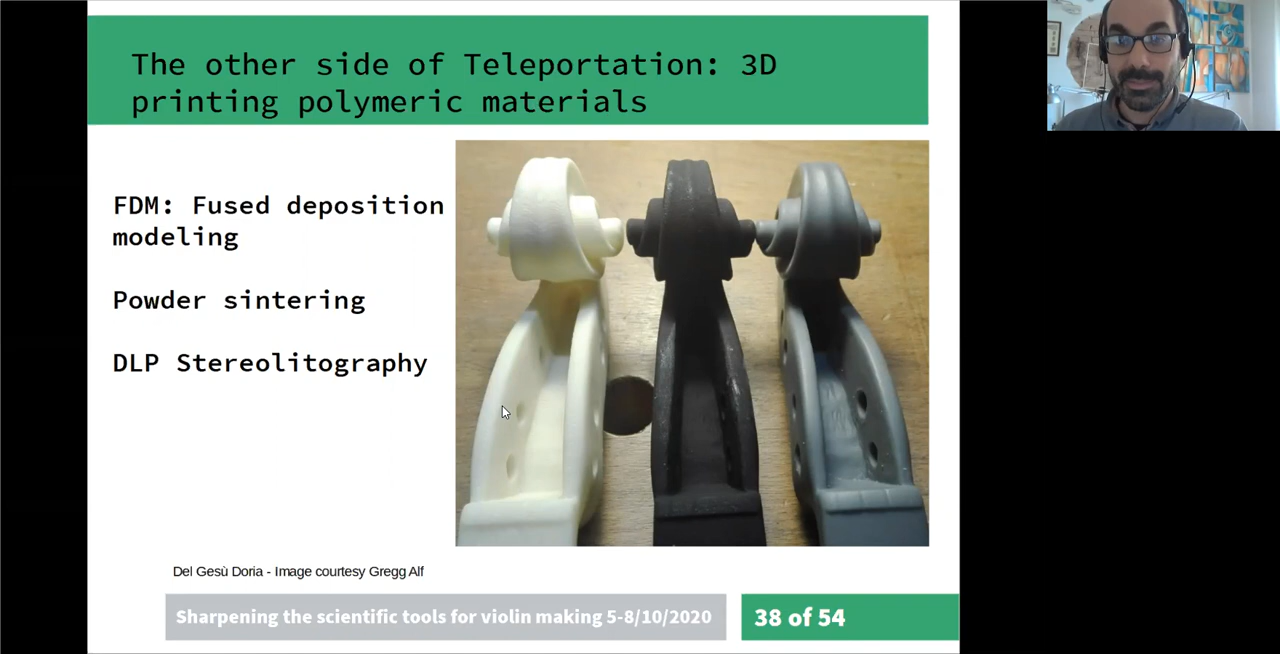 The other side of Teleportation: 3D
printing polymeric materials
FDM: Fused deposition
modeling
Powder sintering
DLP Stereolitography
Del Gesù Doria - Image courtesy Gregg Alf
Sharpening the scientific tools for violin making 5-8/10/2020
38 of 54